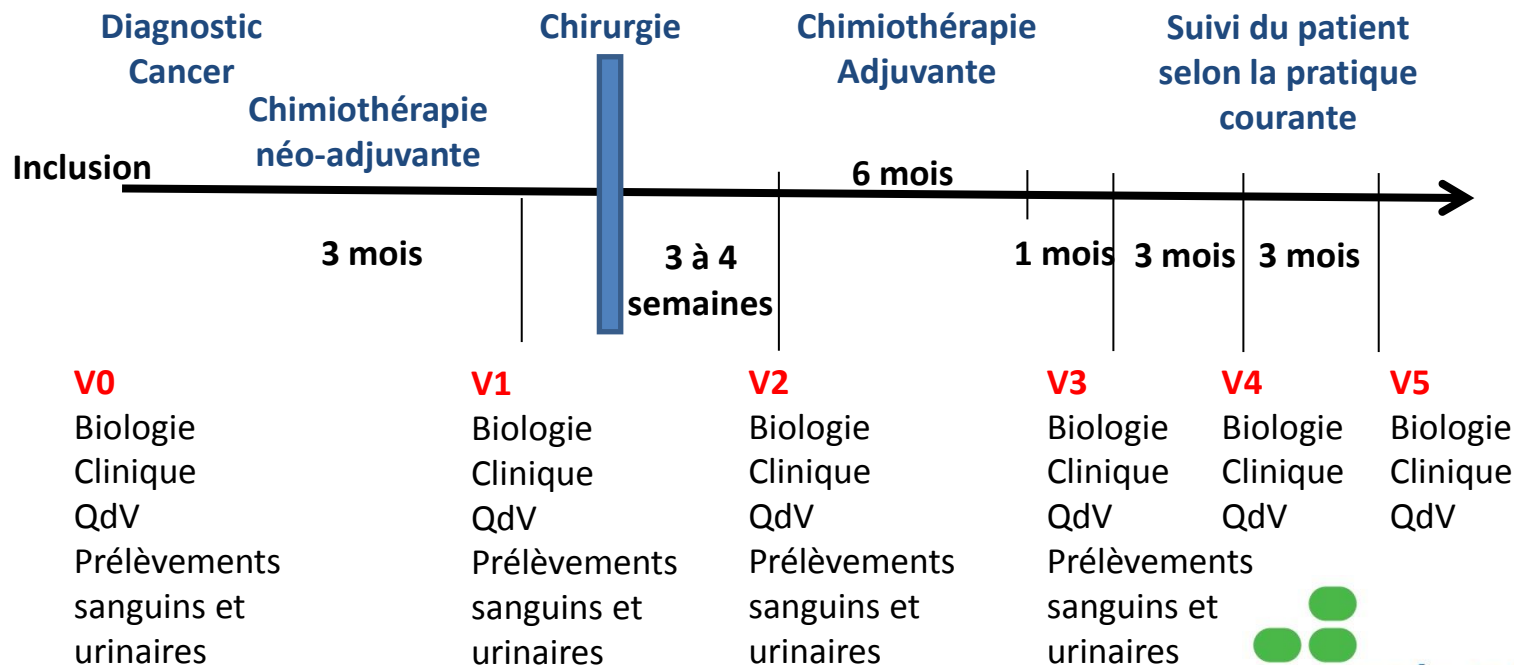 Diagnostic
Cancer
Chimiothérapie
néo-adjuvante
Chirurgie
Chimiothérapie
Adjuvante
Suivi du patient
selon la pratique
courante
Inclusion
6 mois
3 mois
3 à 4
semaines
1 mois
3 mois
3 mois
V0
Biologie
Clinique
QdV
Prélèvements
sanguins et
urinaires
V1
Biologie
Clinique
QdV
Prélèvements
sanguins et
urinaires
V2
Biologie
Clinique
QdV
Prélèvements
sanguins et
urinaires
V3
Biologie
Clinique
QdV
Prélèvements
sanguins et
urinaires
V4
Biologie
Clinique
QdV
V5
Biologie
Clinique
QdV